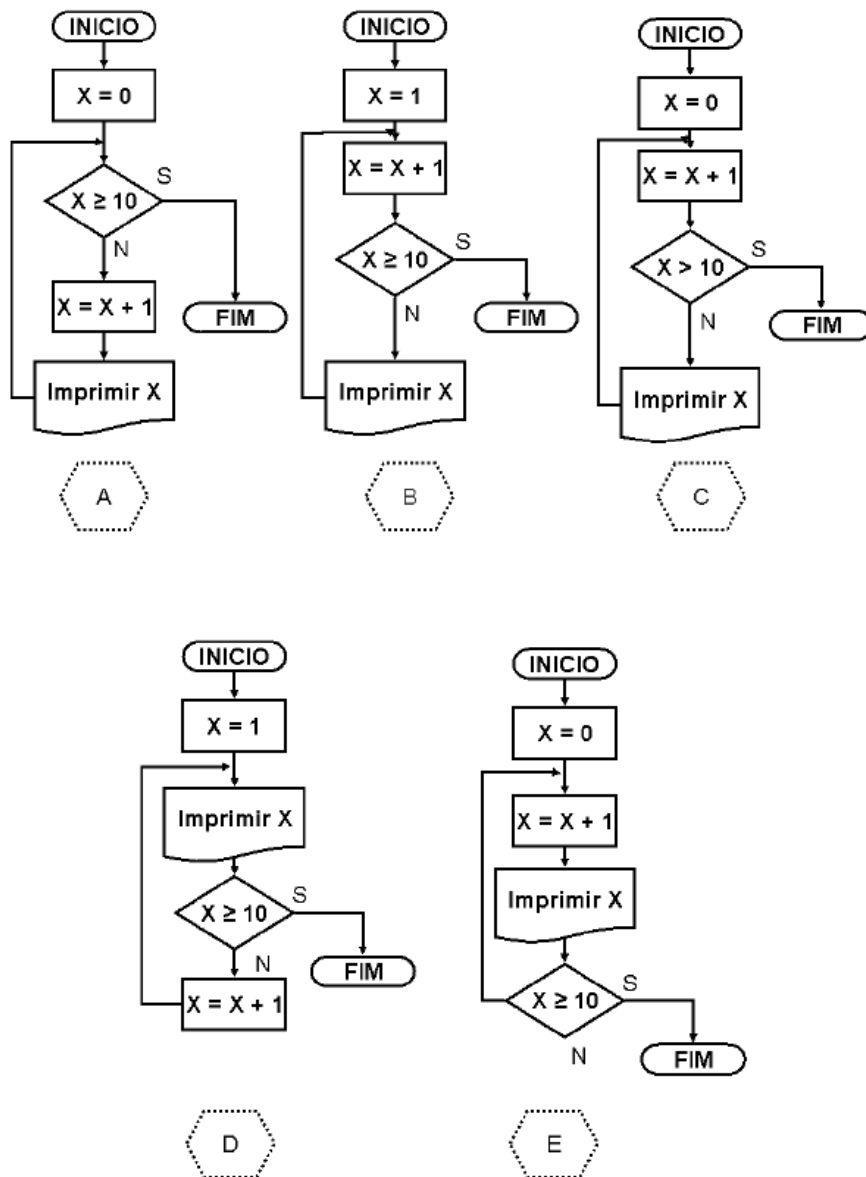 INICIO
X = 0
X ≥ 10
S
N
X = X + 1
FIM
Imprimir X
A
INICIO
X = 1
X = X + 1
X ≥ 10
S
N
FIM
Imprimir X
B
INICIO
X = 0
X = X + 1
X > 10
S
N
FIM
Imprimir X
C
INICIO
X = 1
Imprimir X
X ≥ 10
S
N
FIM
X = X + 1
D
INICIO
X = 0
X = X + 1
Imprimir X
X ≥ 10
S
N
FIM
E